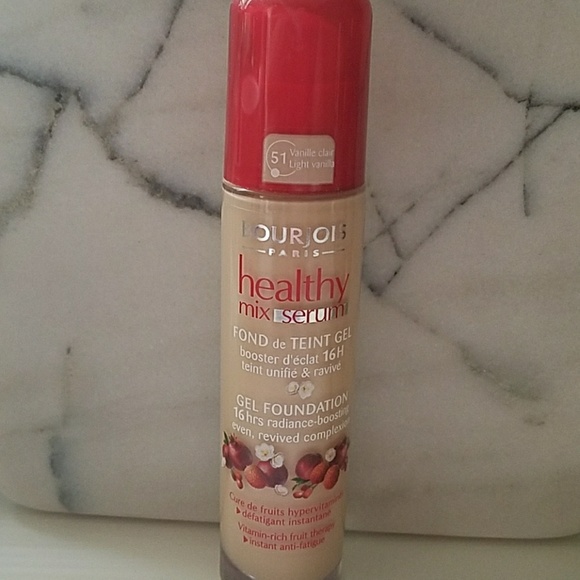 51 Vanille clair
Light vanilla
BOURJOIS
PARIS
healthy
mix serum
FOND de TEINT GEL
booster d'éclat 16H
teint unifié & ravivé
GEL FOUNDATION
16hrs radiance-boosting
even, revived complexion
Cure de fruits hypervitaminée
défatigant instantané
Vitamin-rich fruit therapy
instant anti-fatigue